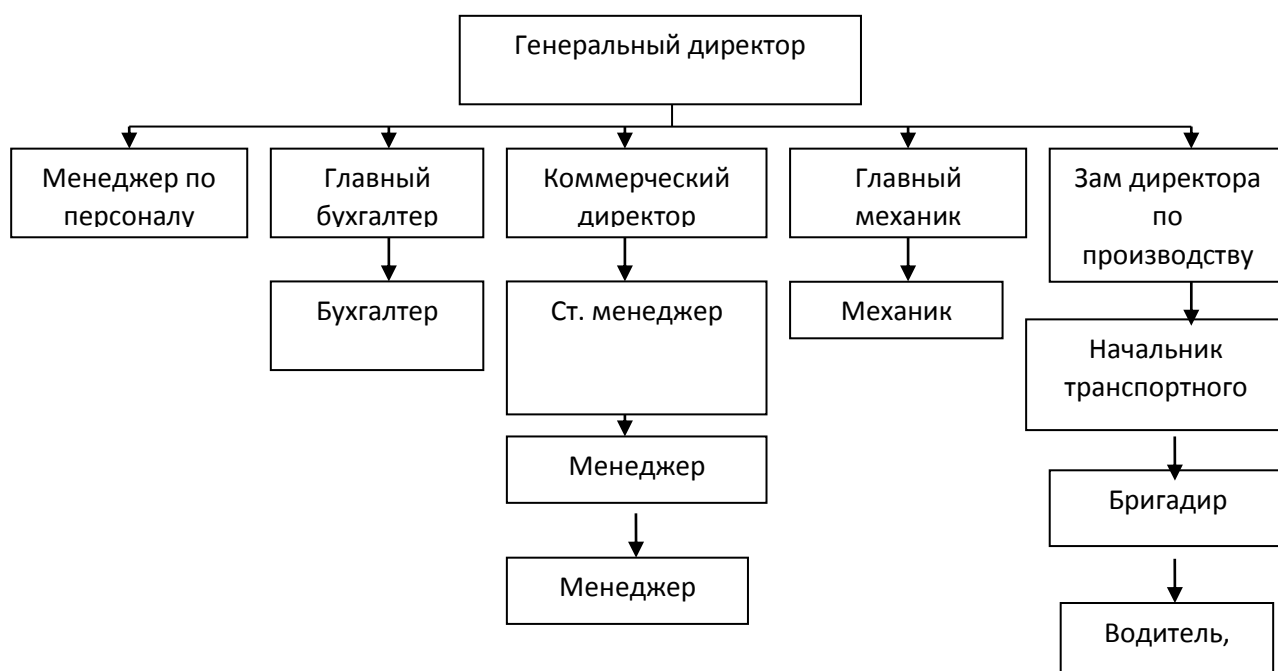 Генеральный директор
Менеджер по
персоналу
Главный
бухгалтер
Коммерческий
директор
Главный
механик
Зам директора
по
производству
Бухгалтер
Ст. менеджер
Механик
Начальник
транспортного
Менеджер
Бригадир
Менеджер
Водитель,